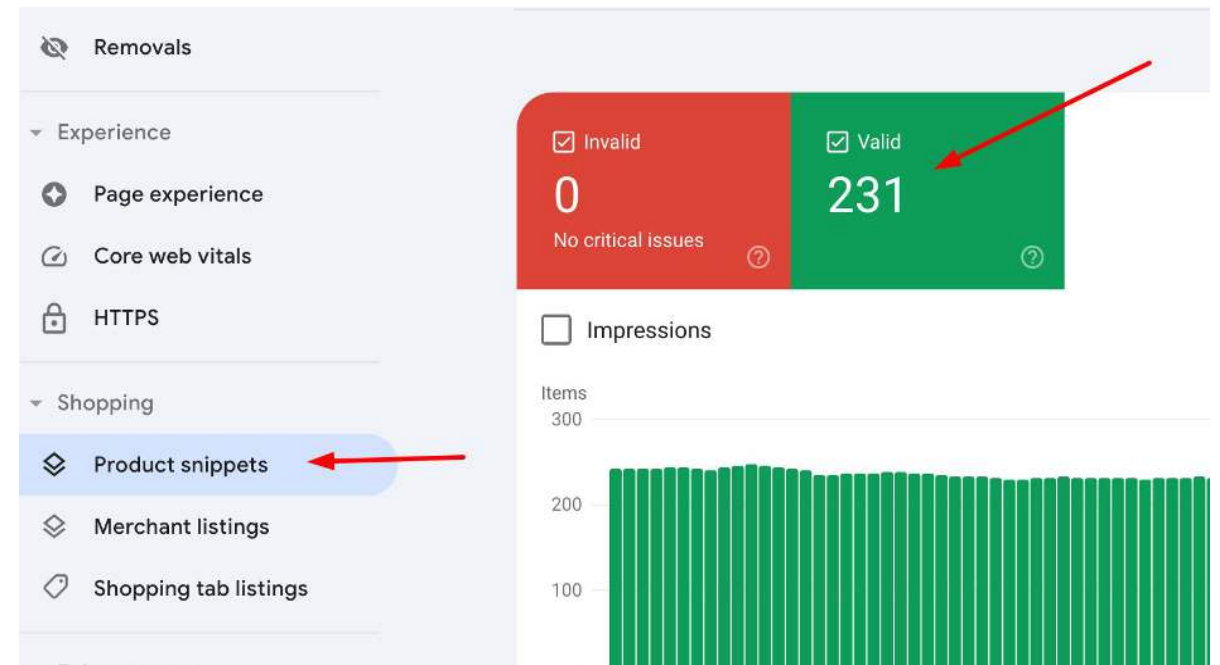 Removals
Experience
Page experience
Core web vitals
HTTPS
Shopping
Product snippets
Merchant listings
Shopping tab listings
Invalid
0
No critical issues
Valid
231
Impressions
Items
300
200
100